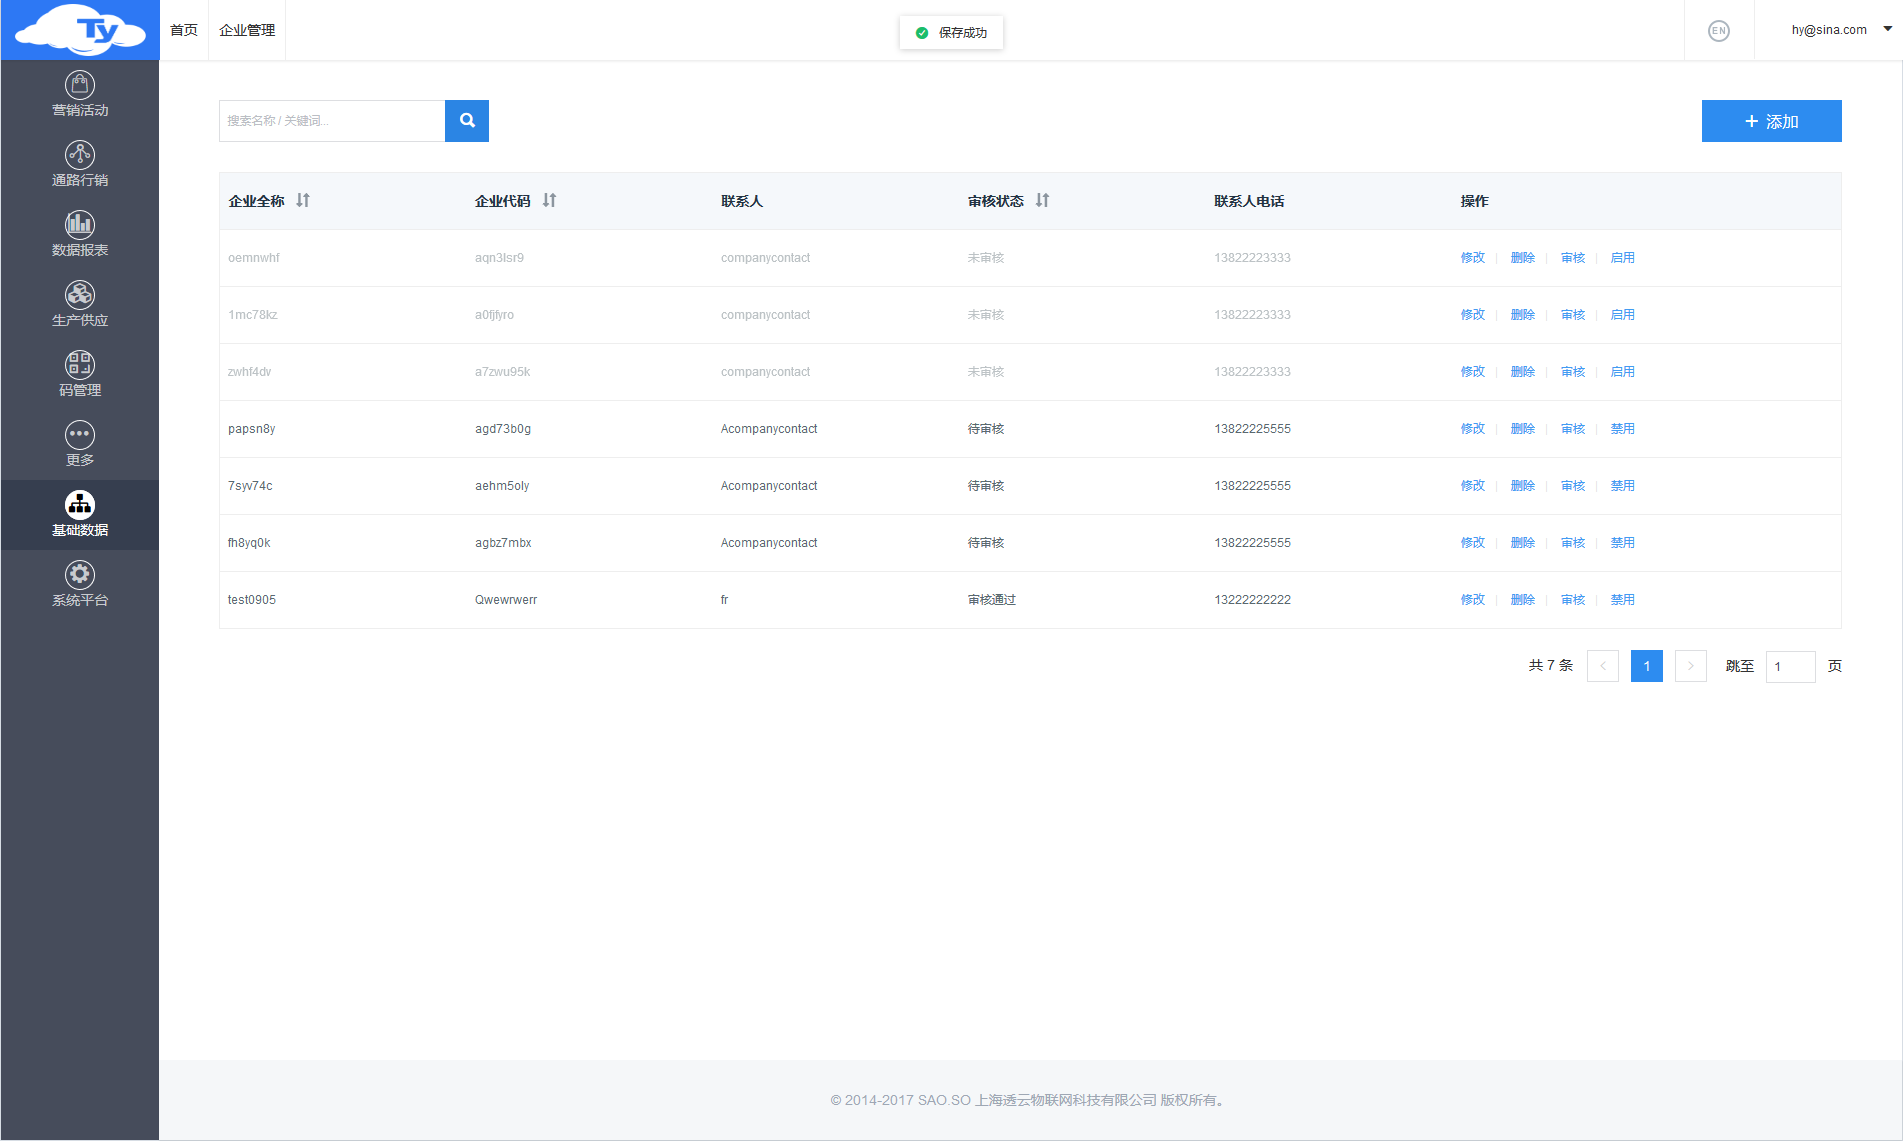 Ty 首页 企业管理 保存成功 EN hy@sina.com
营销活动
通路行销
数据报表
生产供应
码管理
更多
基础数据
系统平台
搜索名称 / 关键词... 添加
企业全称 企业代码 联系人 审核状态 联系人电话 操作
oemnwhf aqn3lsr9 companycontact 未审核 13822223333 修改 删除 审核 启用
1mc78kz a0fjfyro companycontact 未审核 13822223333 修改 删除 审核 启用
zwhf4dv a7zwu95k companycontact 未审核 13822223333 修改 删除 审核 启用
papsn8y agd73b0g Acompanycontact 待审核 13822225555 修改 删除 审核 禁用
7syv74c aehm5oly Acompanycontact 待审核 13822225555 修改 删除 审核 禁用
fh8yq0k agbz7mbx Acompanycontact 待审核 13822225555 修改 删除 审核 禁用
test0905 Qwewrwerr fr 审核通过 13222222222 修改 删除 审核 禁用
共 7 条 1 跳至 1 页
© 2014-2017 SAO.SO 上海透云物联网科技有限公司 版权所有。